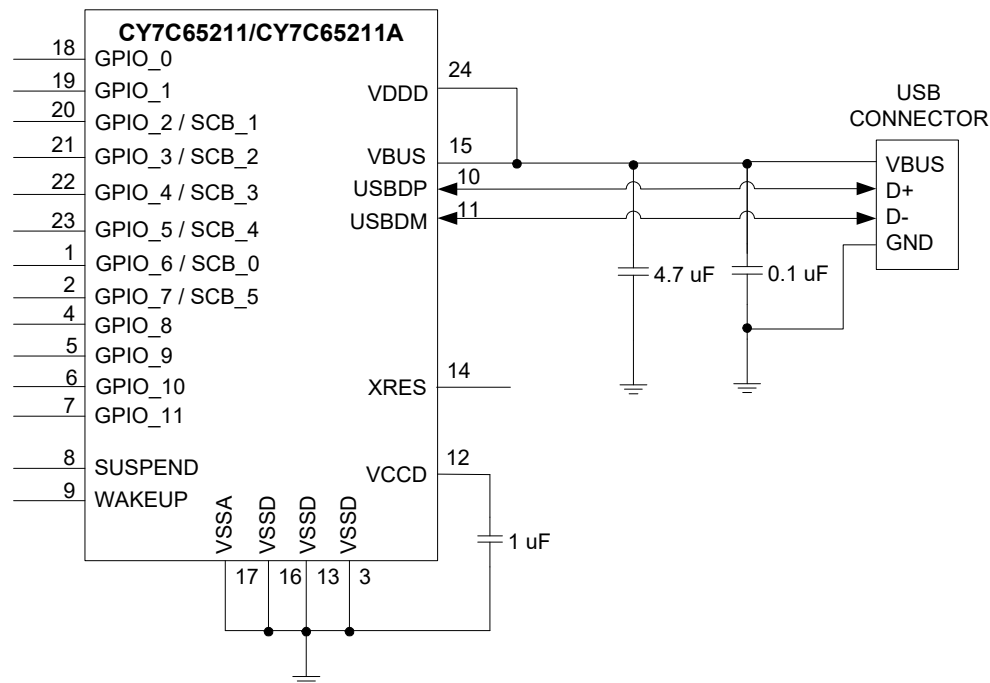 CY7C65211/CY7C65211A
18
GPIO_0
19
GPIO_1
20
GPIO_2 / SCB_1
21
GPIO_3 / SCB_2
22
GPIO_4 / SCB_3
23
GPIO_5 / SCB_4
1
GPIO_6 / SCB_0
2
GPIO_7 / SCB_5
4
GPIO_8
5
GPIO_9
6
GPIO_10
7
GPIO_11
8
SUSPEND
9
WAKEUP
VDDD
24
VBUS
15
USBDP
10
USBDM
11
XRES
14
VCCD
12
VSSA
VSSD
VSSD
VSSD
17
16
13
3
1 uF
4.7 uF
0.1 uF
USB
CONNECTOR
VBUS
D+
D-
GND